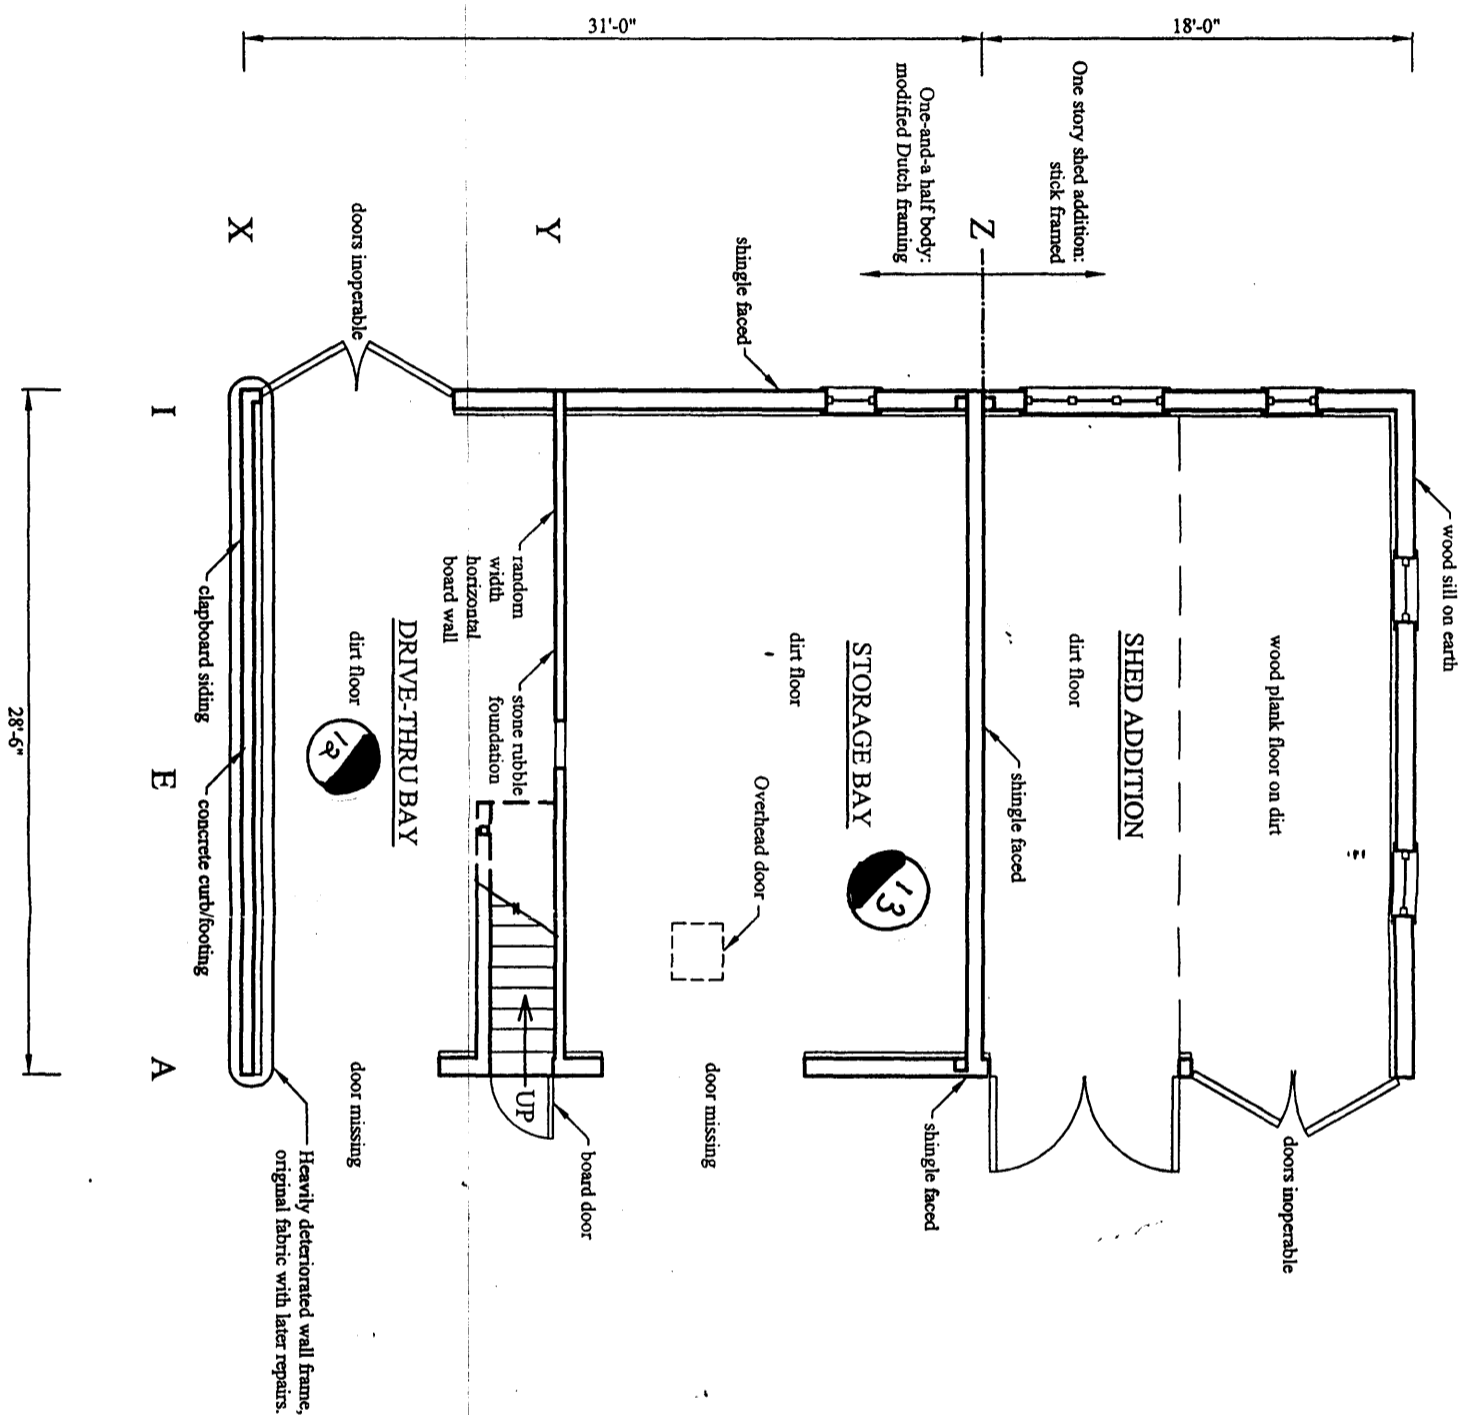 31'-0"
18'-0"
One story shed addition:
stick framed
One-and-a half body:
modified Dutch framing
X
Y
Z
doors inoperable
shingle faced
I
E
A
28'-6"
wood sill on earth
wood plank floor on dirt
SHED ADDITION
dirt floor
shingle faced
STORAGE BAY
dirt floor
13
Overhead door
random
width
horizontal
board wall
stone rubble
foundation
DRIVE-THRU BAY
dirt floor
12
clapboard siding
concrete curb/footing
UP
door missing
board door
door missing
shingle faced
doors inoperable
Heavily deteriorated wall frame,
original fabric with later repairs.